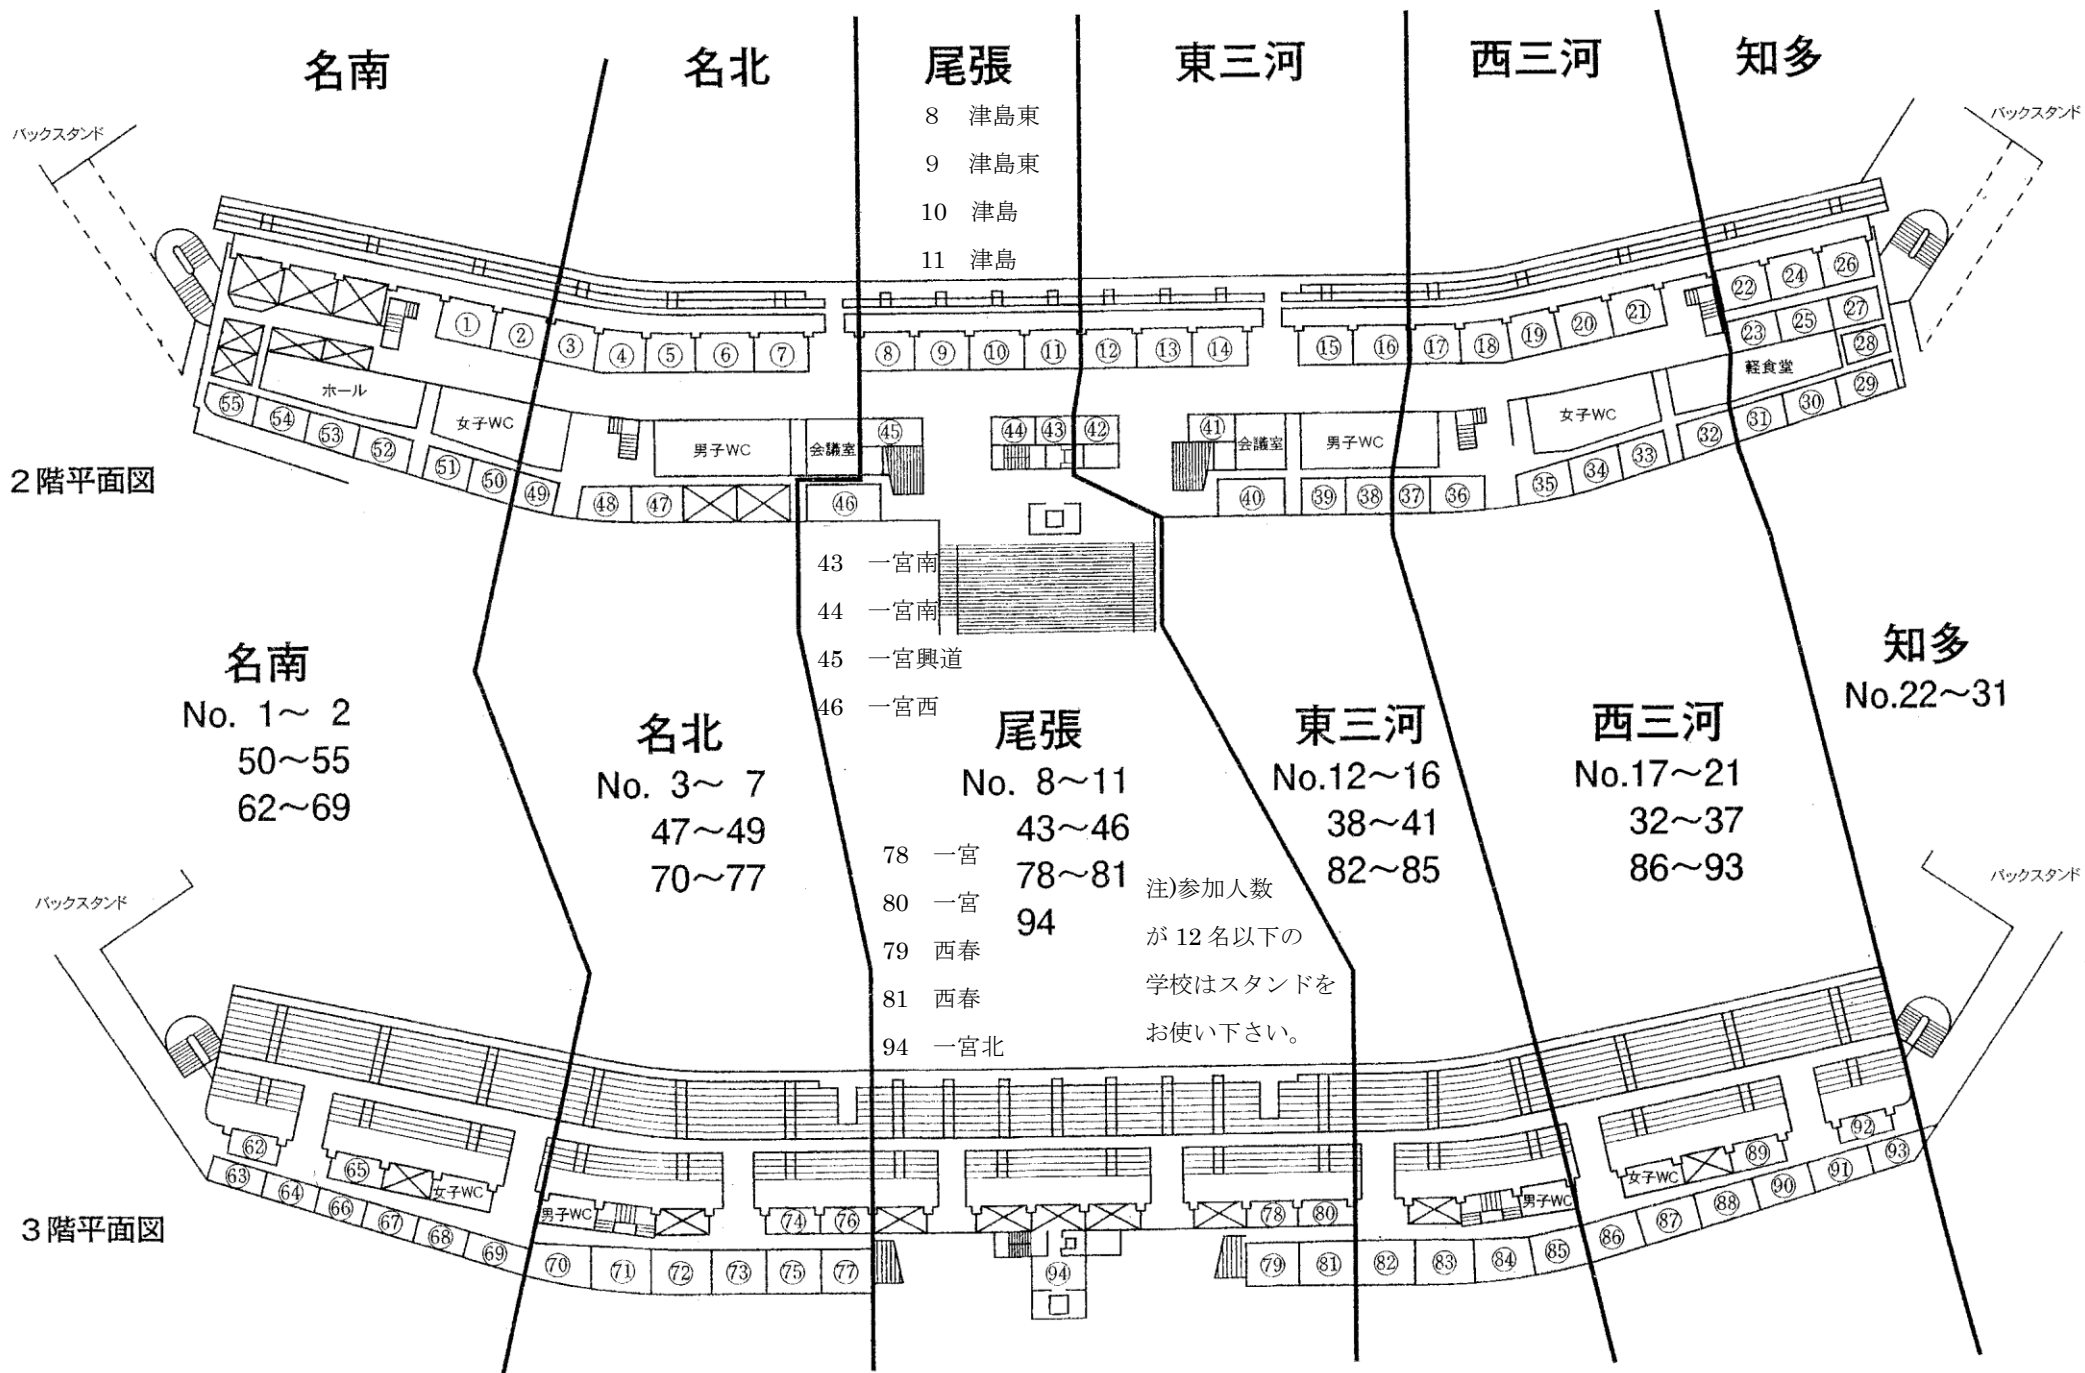 名南
名北
尾張
東三河
西三河
知多
8 津島東
9 津島東
10 津島
11 津島
バックスタンド
バックスタンド
① ② ③ ④ ⑤ ⑥ ⑦ ⑧ ⑨ ⑩ ⑪ ⑫ ⑬ ⑭ ⑮ ⑯ ⑰ ⑱ ⑲ ⑳ ㉑ ㉒ ㉔ ㉖
㉓ ㉕ ㉗
㉘
軽食堂
ホール
女子WC
男子WC
会議室
㊺
㊹ ㊸ ㊷
㊶
会議室
男子WC
女子WC
55 54 53 52 51 ㊿ ㊾ ㊽ ㊼ ㊻ ㊵ ㊴ ㊳ ㊲ ㊱ ㉟ ㉞ ㉝ ㉜ ㉛ ㉚ ㉙
2階平面図
43 一宮南
44 一宮南
45 一宮興道
46 一宮西
名南
No. 1～ 2
50～55
62～69
名北
No. 3～ 7
47～49
70～77
尾張
No. 8～11
43～46
78～81
94
東三河
No.12～16
38～41
82～85
西三河
No.17～21
32～37
86～93
知多
No.22～31
78 一宮
80 一宮
79 西春
81 西春
94 一宮北
注)参加人数
が 12 名以下の
学校はスタンドを
お使い下さい。
バックスタンド
バックスタンド
62 65 女子WC 男子WC 74 76 78 80 男子WC 女子WC 89 92
63 64 66 67 68 69 70 71 72 73 75 77 94 79 81 82 83 84 85 86 87 88 90 91 93
3階平面図